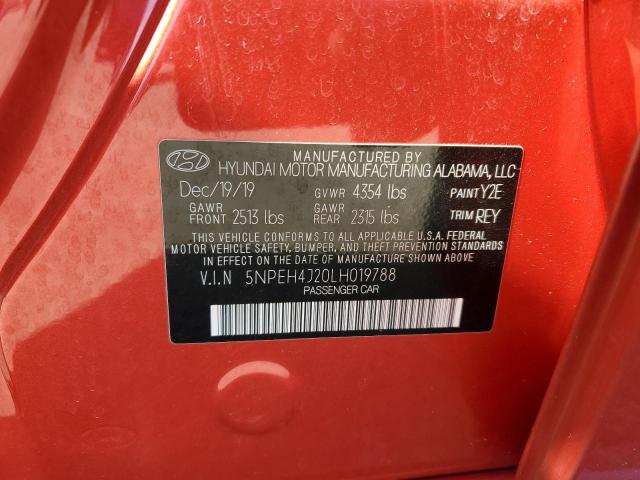 MANUFACTURED BY
HYUNDAI MOTOR MANUFACTURING ALABAMA, LLC
Dec/19/19 GVWR 4354 lbs PAINT Y2E
GAWR FRONT 2513 lbs GAWR REAR 2315 lbs TRIM REY
THIS VEHICLE CONFORMS TO ALL APPLICABLE U.S.A. FEDERAL
MOTOR VEHICLE SAFETY, BUMPER, AND THEFT PREVENTION STANDARDS
IN EFFECT ON THE DATE OF MANUFACTURE SHOWN ABOVE.
V.I.N 5NPEH4J20LH019788
PASSENGER CAR